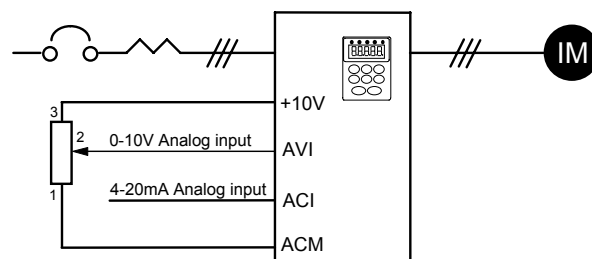 IM
+10V
3
2
0-10V Analog input
AVI
1
4-20mA Analog input
ACI
ACM